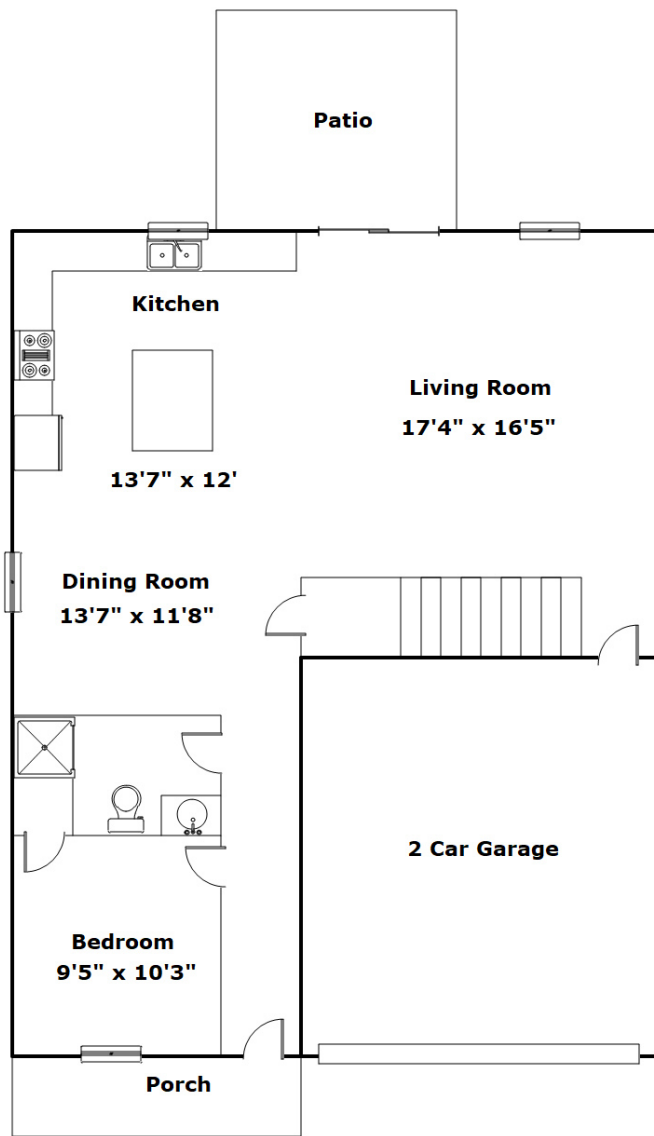 Patio
Kitchen
Living Room
17'4" x 16'5"
13'7" x 12'
Dining Room
13'7" x 11'8"
2 Car Garage
Bedroom
9'5" x 10'3"
Porch